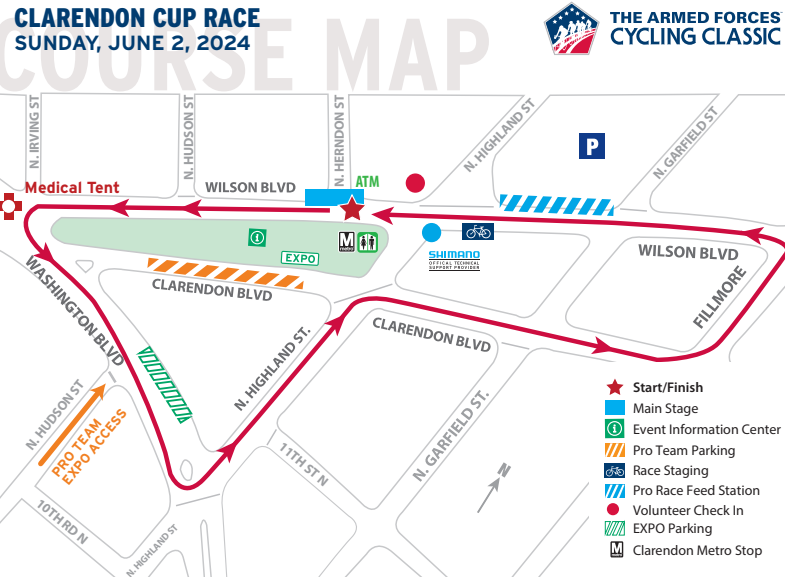 CLARENDON CUP RACE
SUNDAY, JUNE 2, 2024
COURSE MAP
THE ARMED FORCES
CYCLING CLASSIC
N. IRVING ST
N. HUDSON ST
N. HERNDON ST
N. HIGHLAND ST
N. GARFIELD ST
P
Medical Tent
WILSON BLVD
ATM
i
EXPO
M
metro
SHIMANO
OFFICIAL TECHNICAL
SUPPORT PROVIDER
WILSON BLVD
FILLMORE
CLARENDON BLVD
WASHINGTON BLVD
N. HIGHLAND ST.
CLARENDON BLVD
N. HUDSON ST
PRO TEAM
EXPO ACCESS
11TH ST N
N. GARFIELD ST.
N
10TH RD N
N. HIGHLAND ST
Start/Finish
Main Stage
i Event Information Center
Pro Team Parking
Race Staging
Pro Race Feed Station
Volunteer Check In
EXPO Parking
M Clarendon Metro Stop